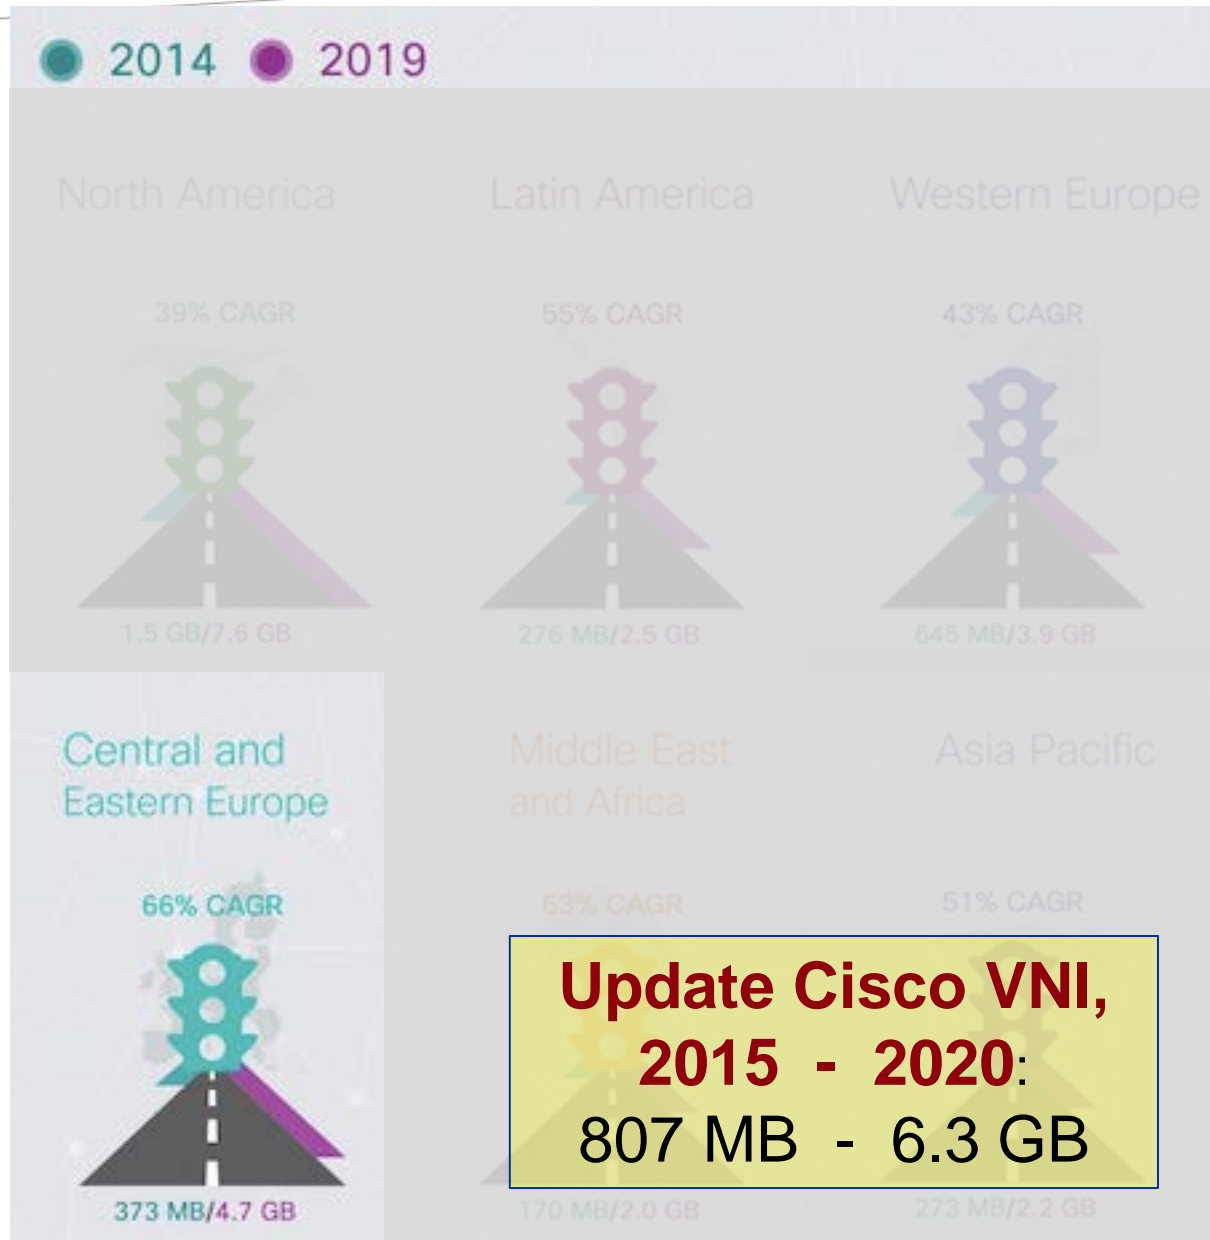 2014 2019
North America
39% CAGR
1.5 GB/7.6 GB
Latin America
55% CAGR
276 MB/2.5 GB
Western Europe
43% CAGR
645 MB/3.9 GB
Central and
Eastern Europe
66% CAGR
373 MB/4.7 GB
Middle East
and Africa
63% CAGR
170 MB/2.0 GB
Asia Pacific
51% CAGR
273 MB/2.2 GB
Update Cisco VNI,
2015 - 2020:
807 MB - 6.3 GB